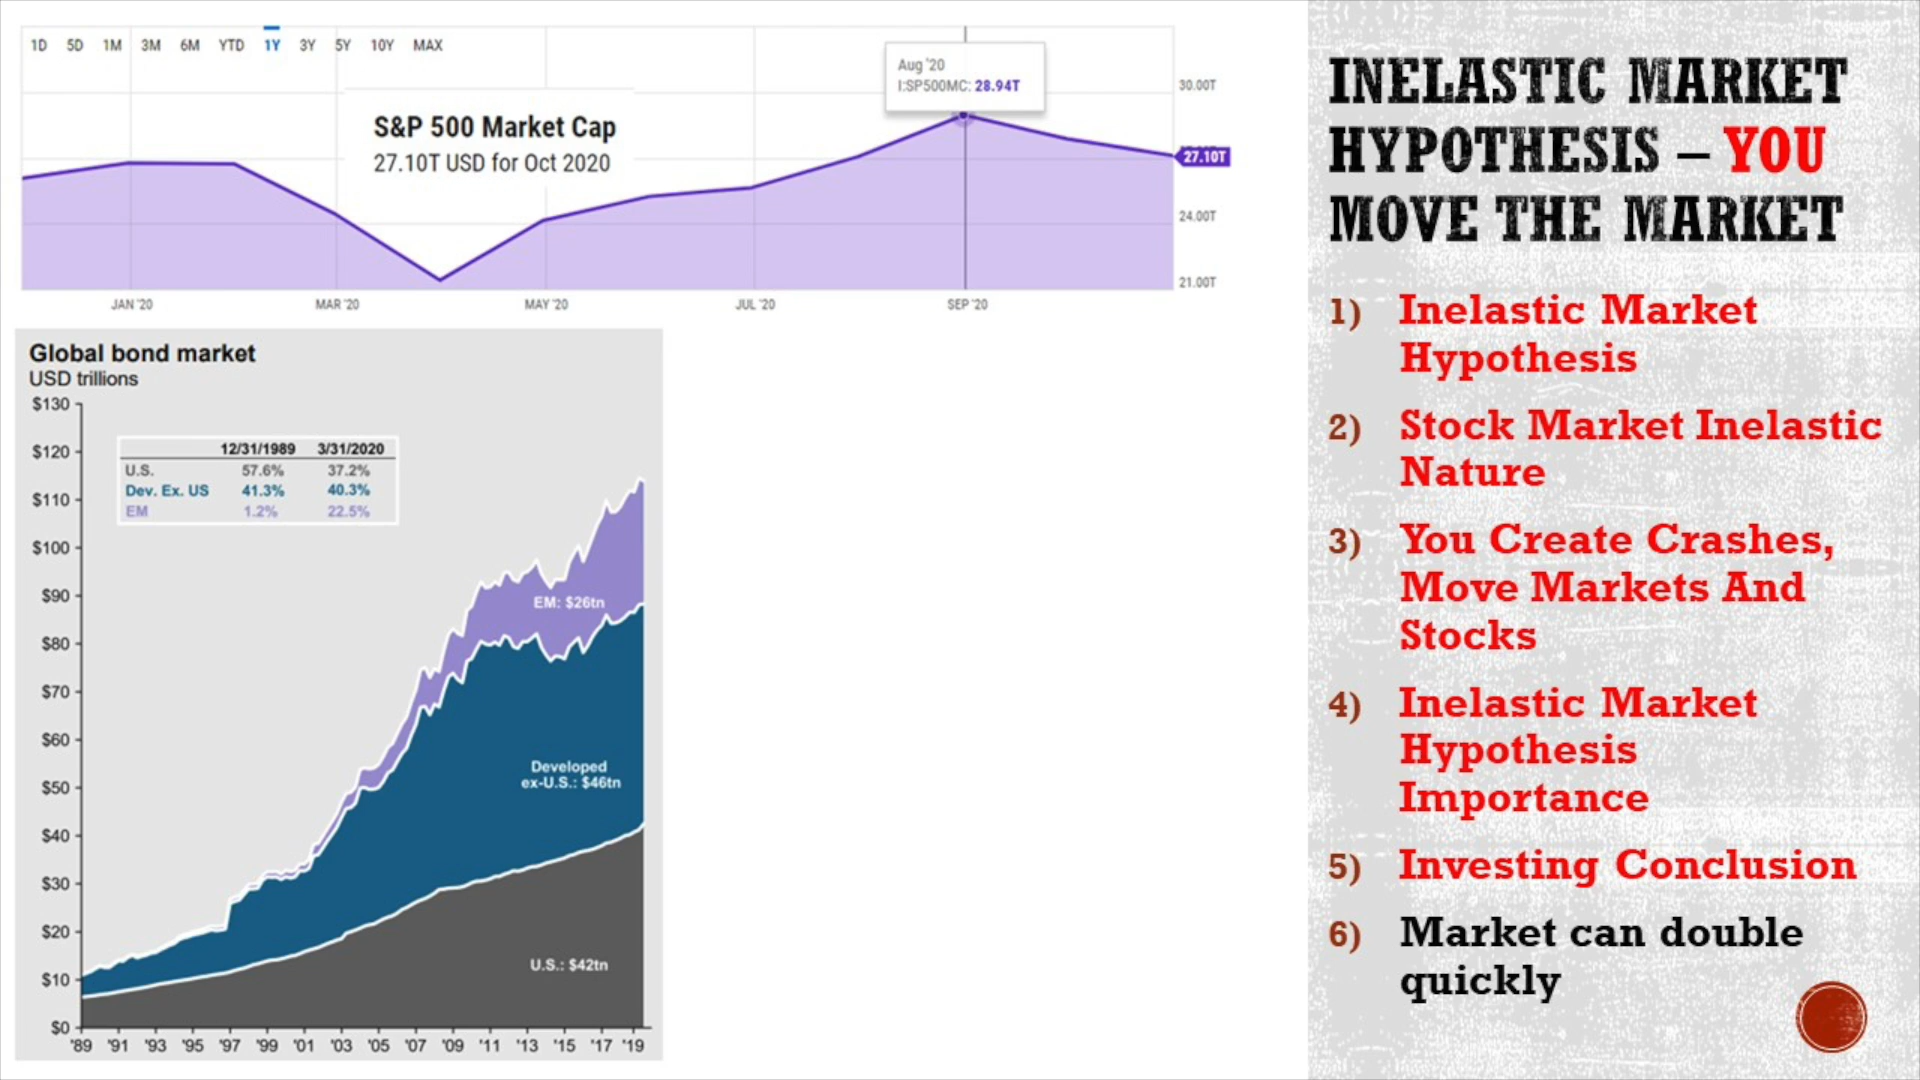 1D 5D 1M 3M 6M YTD 1Y 3Y 5Y 10Y MAX
Aug '20
I:SP500MC: 28.94T
S&P 500 Market Cap
27.10T USD for Oct 2020
30.00T
27.10T
24.00T
21.00T
JAN '20 MAR '20 MAY '20 JUL '20 SEP '20
Global bond market
USD trillions
$130
$120
$110
$100
$90
$80
$70
$60
$50
$40
$30
$20
$10
$0
12/31/1989 3/31/2020
U.S. 57.6% 37.2%
Dev. Ex. US 41.3% 40.3%
EM 1.2% 22.5%
EM: $26tn
Developed
ex-U.S.: $46tn
U.S.: $42tn
'89 '91 '93 '95 '97 '99 '01 '03 '05 '07 '09 '11 '13 '15 '17 '19
INELASTIC MARKET
HYPOTHESIS – YOU
MOVE THE MARKET
1) Inelastic Market
Hypothesis
2) Stock Market Inelastic
Nature
3) You Create Crashes,
Move Markets And
Stocks
4) Inelastic Market
Hypothesis
Importance
5) Investing Conclusion
6) Market can double
quickly